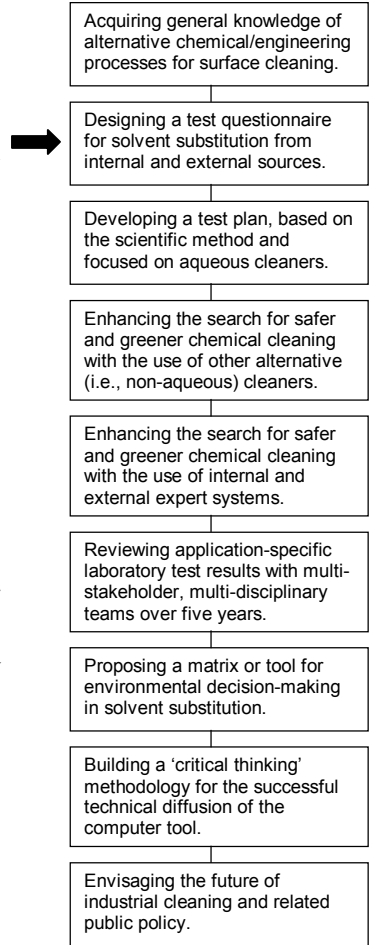 Acquiring general knowledge of
alternative chemical/engineering
processes for surface cleaning.
Designing a test questionnaire
for solvent substitution from
internal and external sources.
Developing a test plan, based on
the scientific method and
focused on aqueous cleaners.
Enhancing the search for safer
and greener chemical cleaning
with the use of other alternative
(i.e., non-aqueous) cleaners.
Enhancing the search for safer
and greener chemical cleaning
with the use of internal and
external expert systems.
Reviewing application-specific
laboratory test results with multi-
stakeholder, multi-disciplinary
teams over five years.
Proposing a matrix or tool for
environmental decision-making
in solvent substitution.
Building a ‘critical thinking’
methodology for the successful
technical diffusion of the
computer tool.
Envisaging the future of
industrial cleaning and related
public policy.